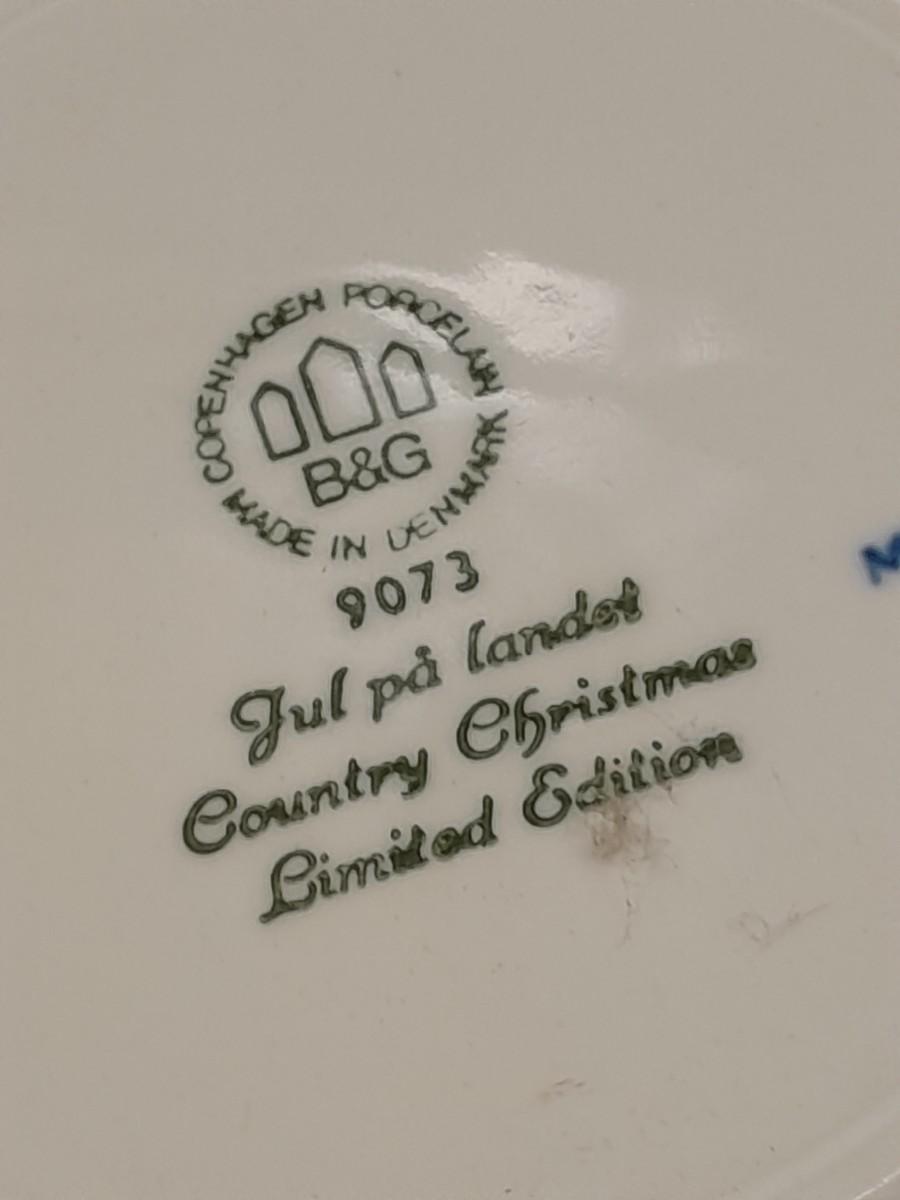 COPENHAGEN PORCELAIN
B&G
MADE IN DENMARK
9073
Jul på landet
Country Christmas
Limited Edition